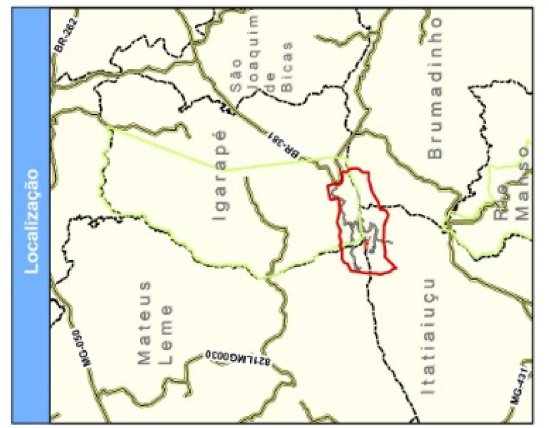 Localização
BR-262
São
Joaquim
de
Bicas
Igarapé
BR-381
Brumadinho
Mateus
Leme
MG-050
821LMG0030
Rio
Manso
Itatiaiuçu
MG-431